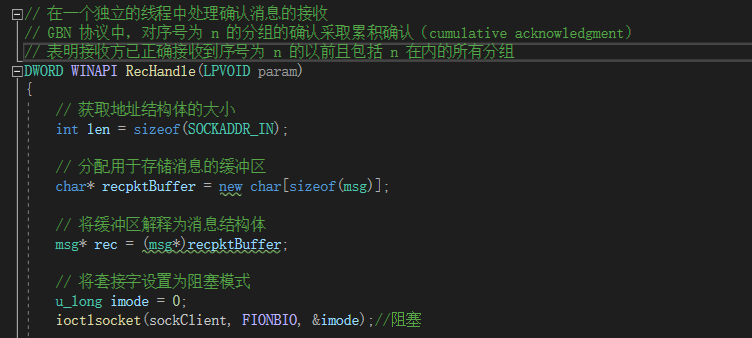 // 在一个独立的线程中处理确认消息的接收
// GBN 协议中，对序号为 n 的分组的确认采取累积确认（cumulative acknowledgment）
// 表明接收方已正确接收到序号为 n 的以前且包括 n 在内的所有分组
DWORD WINAPI RecHandle(LPVOID param)
{
// 获取地址结构体的大小
int len = sizeof(SOCKADDR_IN);
// 分配用于存储消息的缓冲区
char* recpktBuffer = new char[sizeof(msg)];
// 将缓冲区解释为消息结构体
msg* rec = (msg*)recpktBuffer;
// 将套接字设置为阻塞模式
u_long imode = 0;
ioctlsocket(sockClient, FIONBIO, &imode);//阻塞